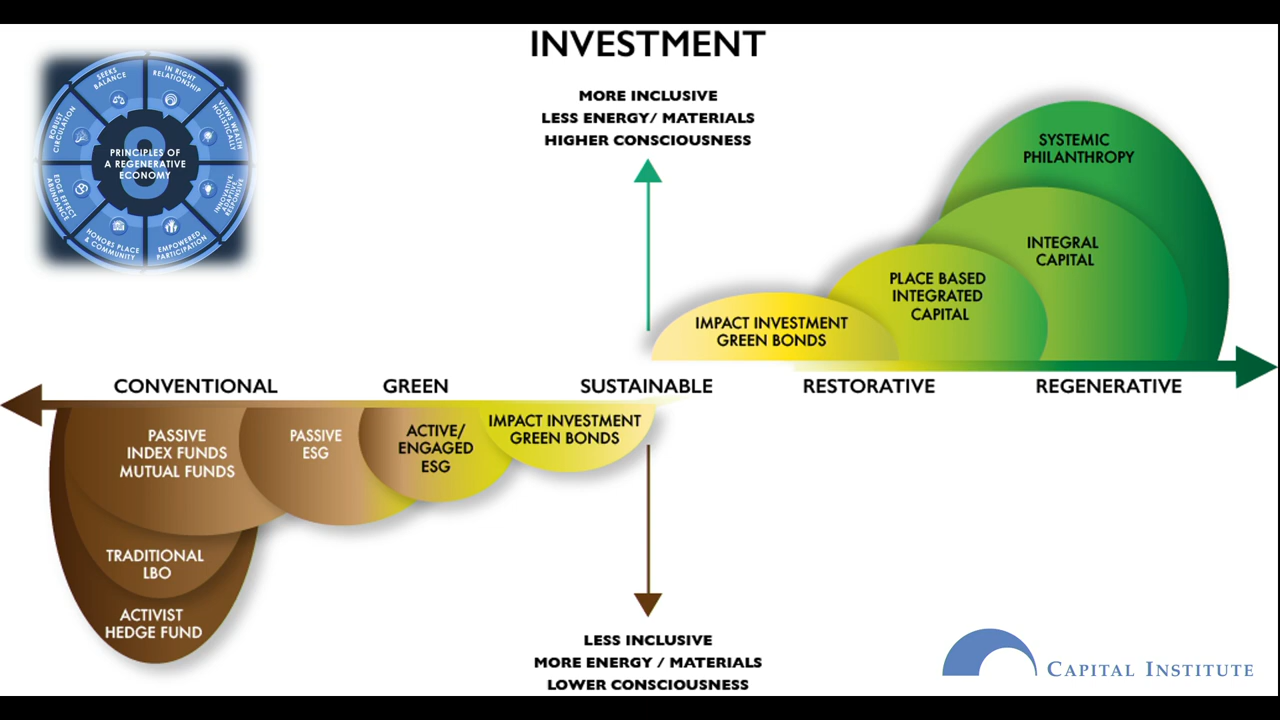 INVESTMENT
SEEKS
BALANCE
IN RIGHT
RELATIONSHIP
VIEWS WEALTH
HOLISTICALLY
INNOVATIVE,
ADAPTIVE,
RESPONSIVE
EMPOWERED
PARTICIPATION
HONORS PLACE
& COMMUNITY
EDGE EFFECT
ABUNDANCE
ROBUST
CIRCULATION
8
PRINCIPLES OF
A REGENERATIVE
ECONOMY
MORE INCLUSIVE
LESS ENERGY/ MATERIALS
HIGHER CONSCIOUSNESS
SYSTEMIC
PHILANTHROPY
INTEGRAL
CAPITAL
PLACE BASED
INTEGRATED
CAPITAL
IMPACT INVESTMENT
GREEN BONDS
CONVENTIONAL
GREEN
SUSTAINABLE
RESTORATIVE
REGENERATIVE
PASSIVE
INDEX FUNDS
MUTUAL FUNDS
PASSIVE
ESG
ACTIVE/
ENGAGED
ESG
IMPACT INVESTMENT
GREEN BONDS
TRADITIONAL
LBO
ACTIVIST
HEDGE FUND
LESS INCLUSIVE
MORE ENERGY / MATERIALS
LOWER CONSCIOUSNESS
CAPITAL INSTITUTE